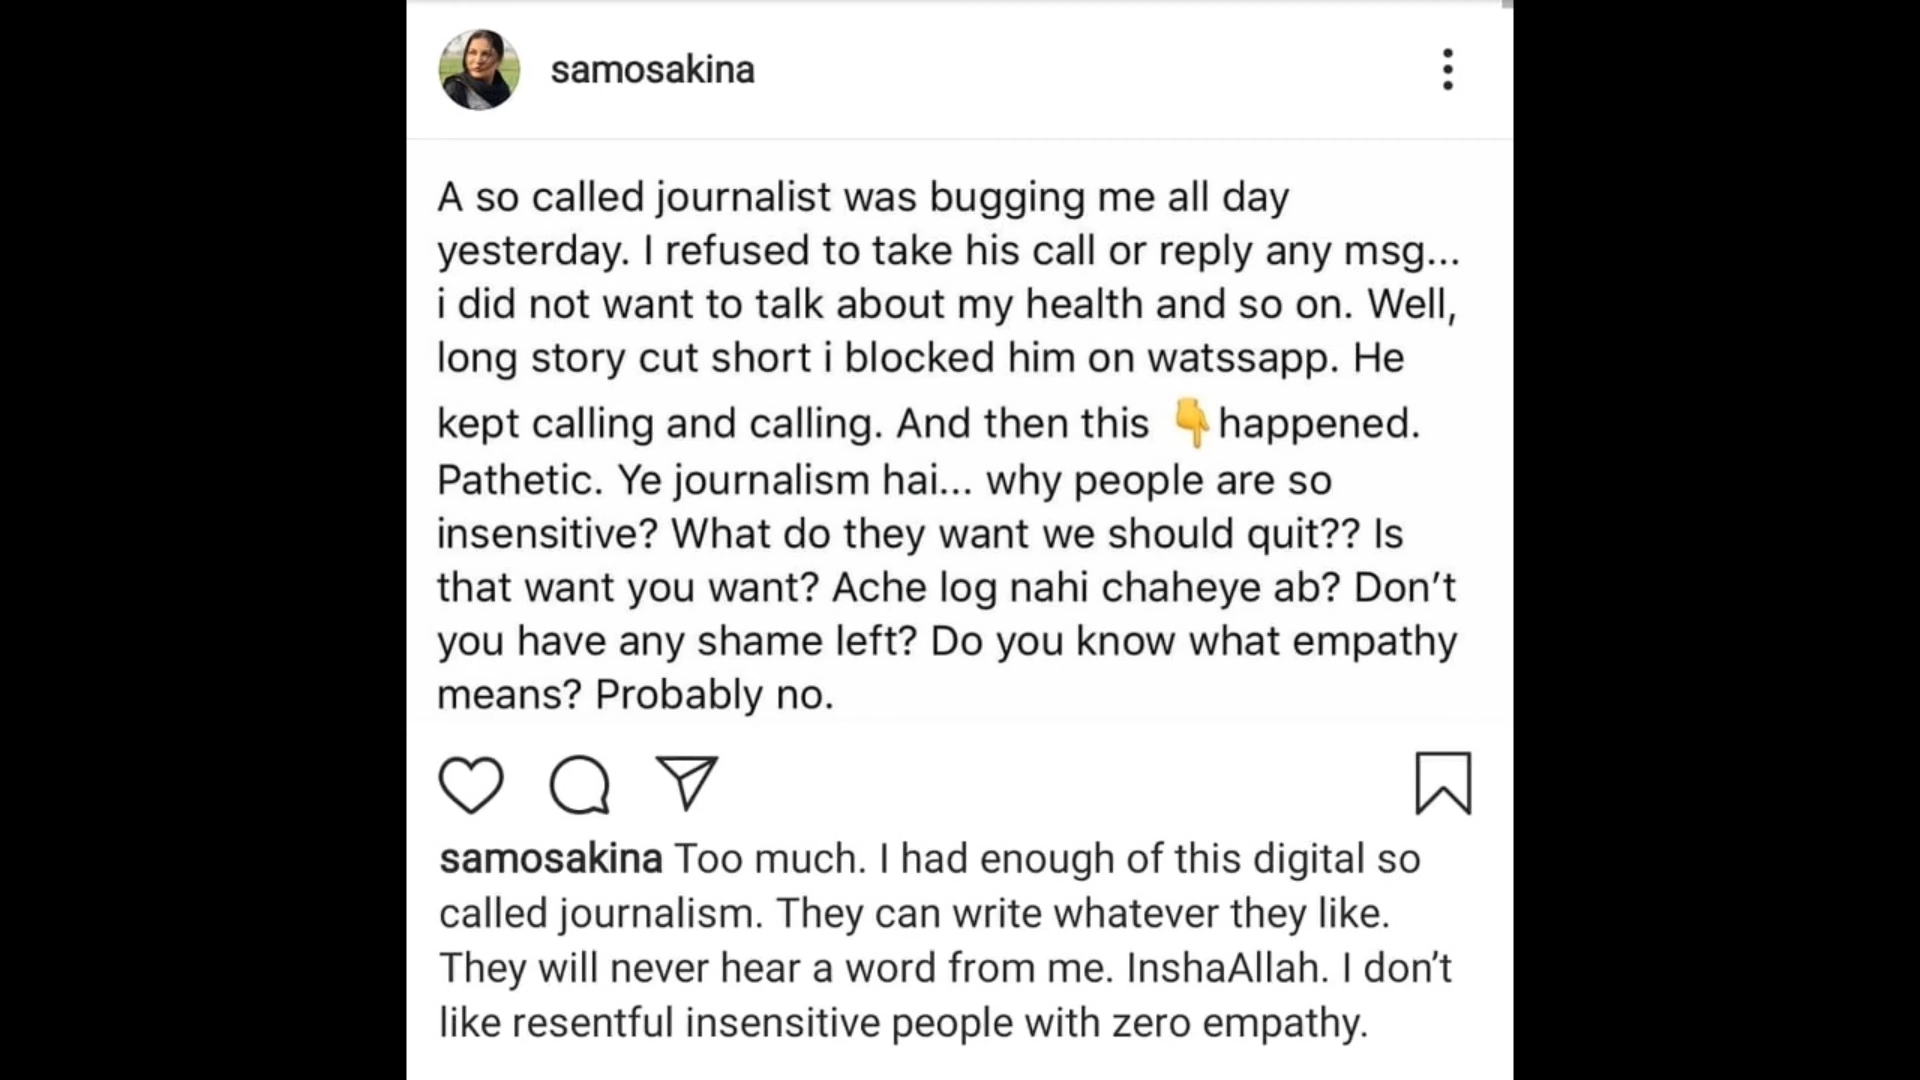 samosakina
A so called journalist was bugging me all day
yesterday. I refused to take his call or reply any msg...
i did not want to talk about my health and so on. Well,
long story cut short i blocked him on watssapp. He
kept calling and calling. And then this 👇 happened.
Pathetic. Ye journalism hai... why people are so
insensitive? What do they want we should quit?? Is
that want you want? Ache log nahi chaheye ab? Don’t
you have any shame left? Do you know what empathy
means? Probably no.
samosakina Too much. I had enough of this digital so
called journalism. They can write whatever they like.
They will never hear a word from me. InshaAllah. I don’t
like resentful insensitive people with zero empathy.